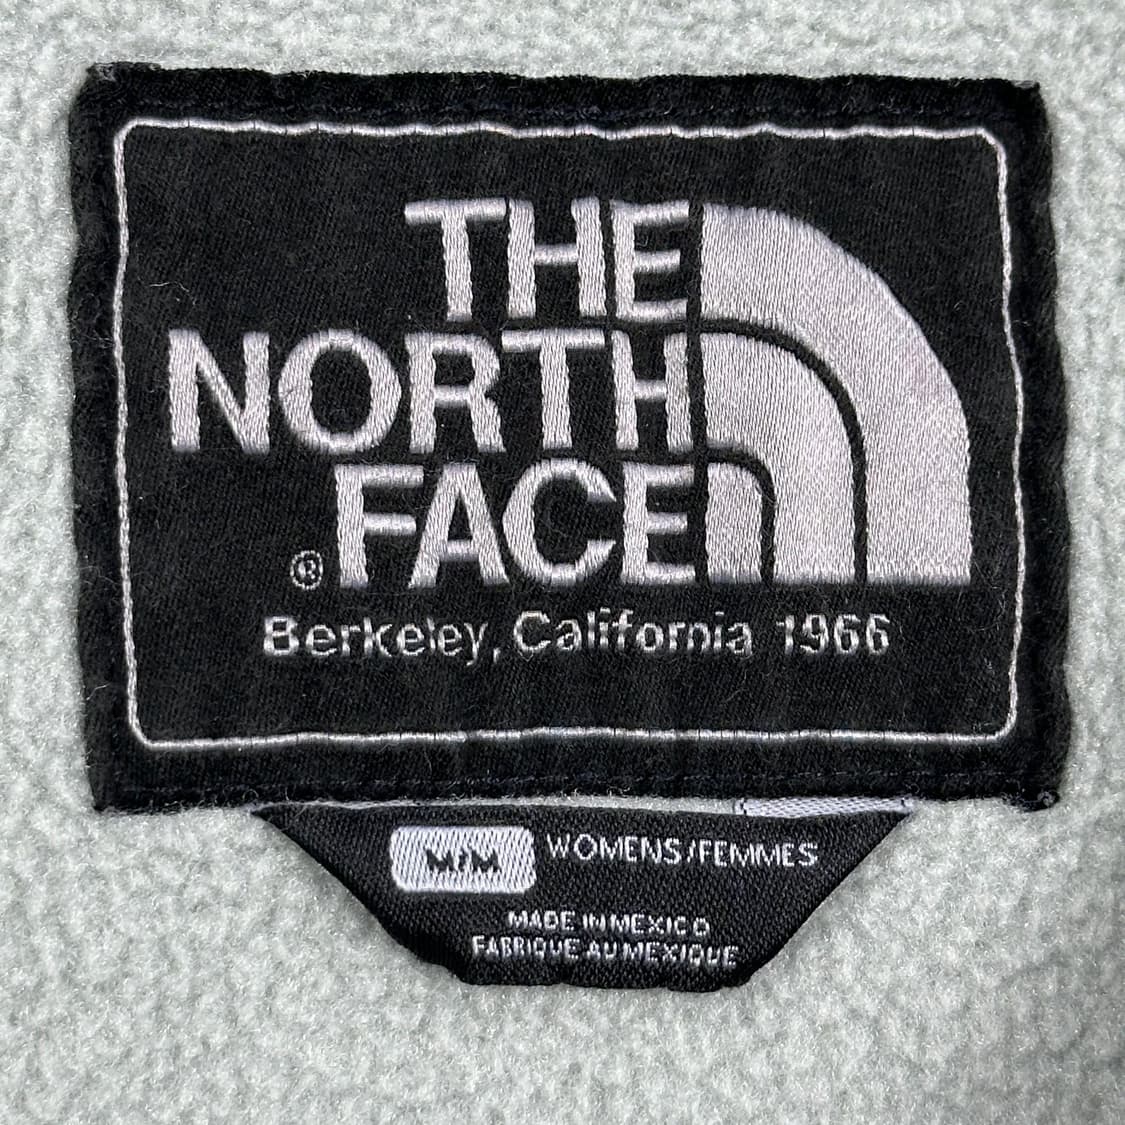 THE
NORTH
FACE
®
Berkeley, California 1966
M/M WOMENS/FEMMES
MADE IN MEXICO
FABRIQUE AU MEXIQUE